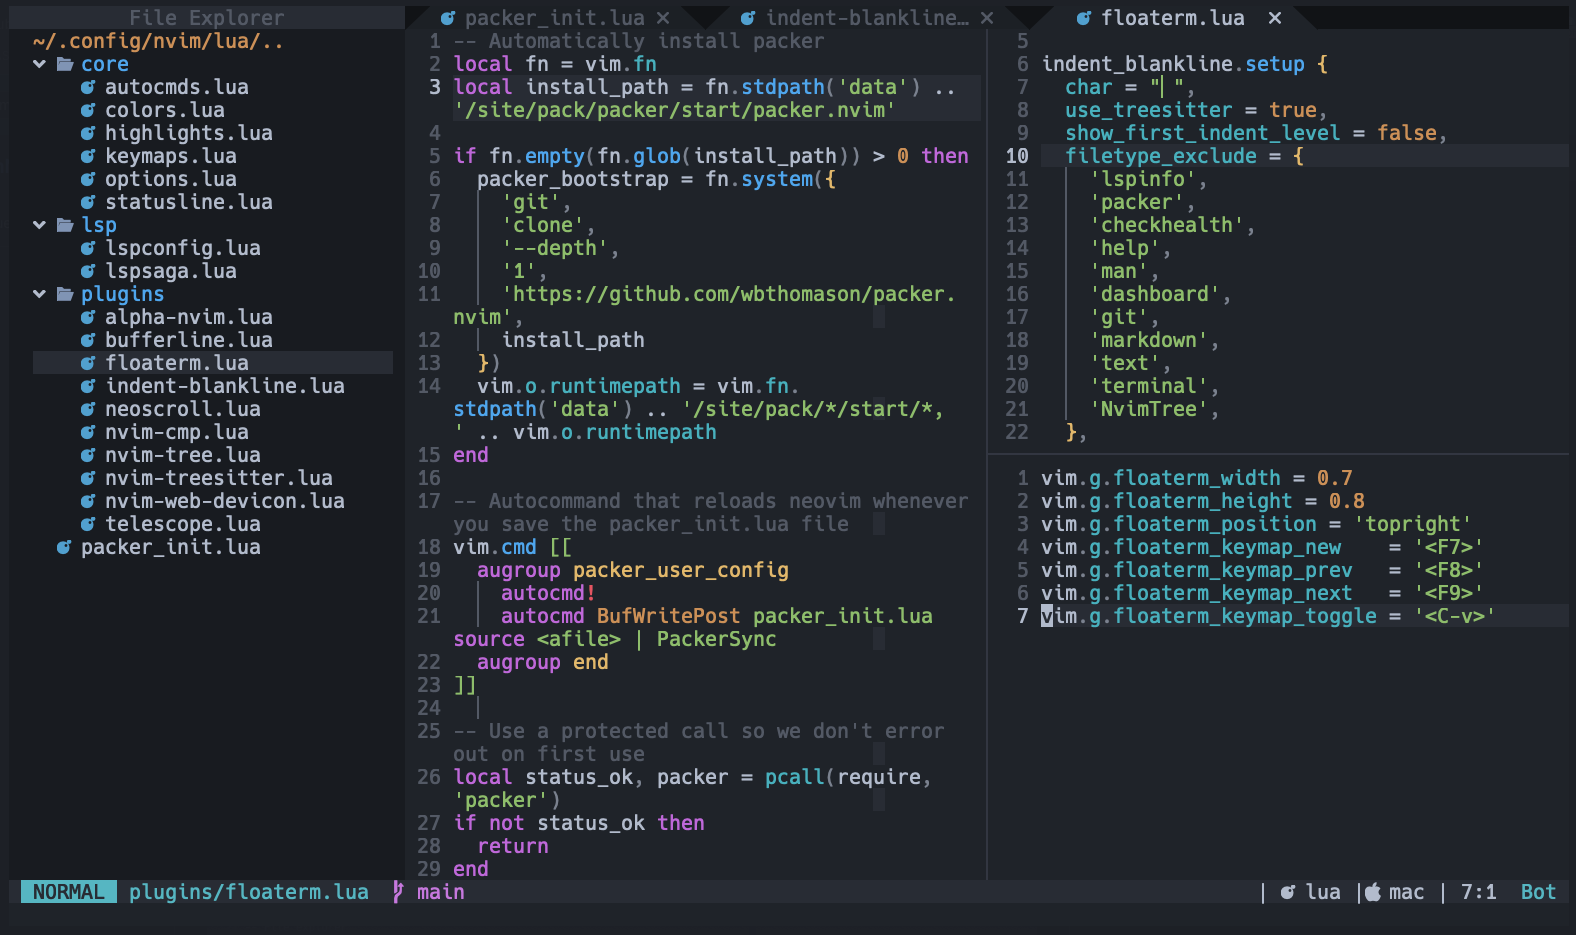 File Explorer
~/.config/nvim/lua/..
core
autocmds.lua
colors.lua
highlights.lua
keymaps.lua
options.lua
statusline.lua
lsp
lspconfig.lua
lspsaga.lua
plugins
alpha-nvim.lua
bufferline.lua
floaterm.lua
indent-blankline.lua
neoscroll.lua
nvim-cmp.lua
nvim-tree.lua
nvim-treesitter.lua
nvim-web-devicon.lua
telescope.lua
packer_init.lua
packer_init.lua ×
indent-blankline… ×
floaterm.lua ×
1 -- Automatically install packer
2 local fn = vim.fn
3 local install_path = fn.stdpath('data') ..
'/site/pack/packer/start/packer.nvim'
4
5 if fn.empty(fn.glob(install_path)) > 0 then
6 packer_bootstrap = fn.system({
7 'git',
8 'clone',
9 '--depth',
10 '1',
11 'https://github.com/wbthomason/packer.
nvim',
12 install_path
13 })
14 vim.o.runtimepath = vim.fn.
stdpath('data') .. '/site/pack/*/start/*,
' .. vim.o.runtimepath
15 end
16
17 -- Autocommand that reloads neovim whenever
you save the packer_init.lua file
18 vim.cmd [[
19 augroup packer_user_config
20 autocmd!
21 autocmd BufWritePost packer_init.lua
source <afile> | PackerSync
22 augroup end
23 ]]
24
25 -- Use a protected call so we don't error
out on first use
26 local status_ok, packer = pcall(require,
'packer')
27 if not status_ok then
28 return
29 end
5
6 indent_blankline.setup {
7 char = "▏",
8 use_treesitter = true,
9 show_first_indent_level = false,
10 filetype_exclude = {
11 'lspinfo',
12 'packer',
13 'checkhealth',
14 'help',
15 'man',
16 'dashboard',
17 'git',
18 'markdown',
19 'text',
20 'terminal',
21 'NvimTree',
22 },
1 vim.g.floaterm_width = 0.7
2 vim.g.floaterm_height = 0.8
3 vim.g.floaterm_position = 'topright'
4 vim.g.floaterm_keymap_new = '<F7>'
5 vim.g.floaterm_keymap_prev = '<F8>'
6 vim.g.floaterm_keymap_next = '<F9>'
7 vim.g.floaterm_keymap_toggle = '<C-v>'
NORMAL plugins/floaterm.lua main | lua | mac | 7:1 Bot